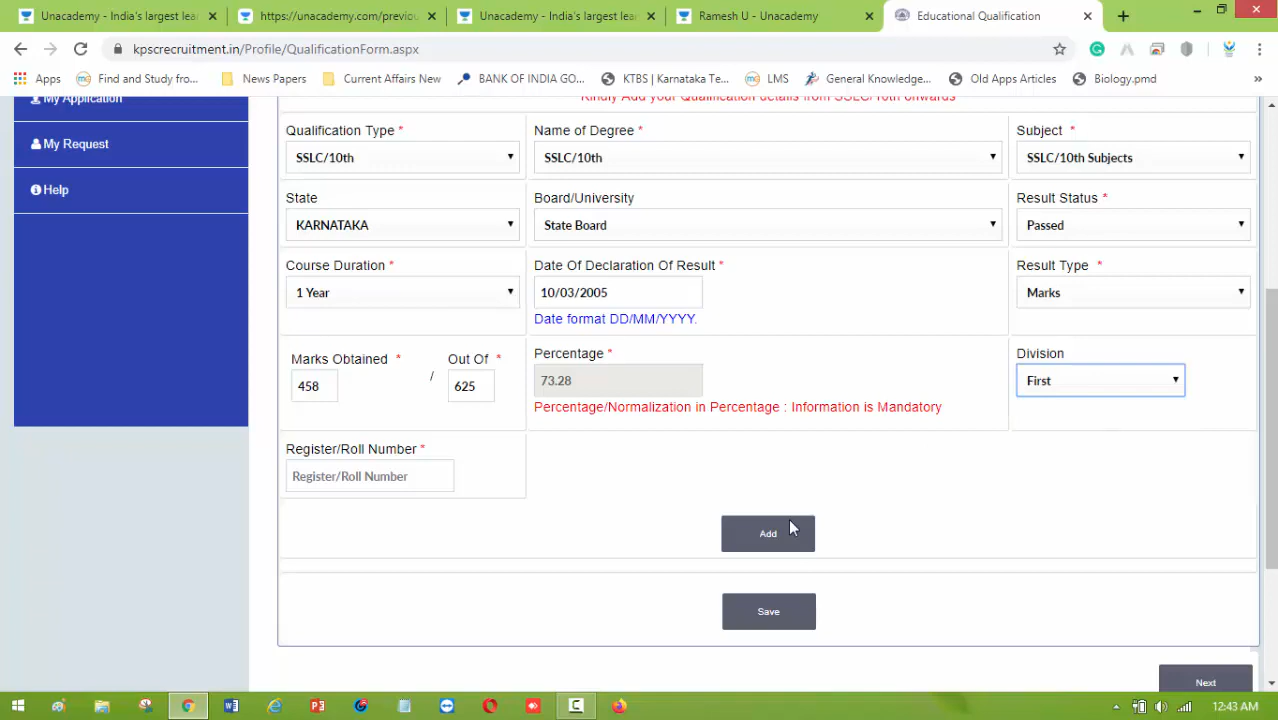 Unacademy - India's largest lea
https://unacademy.com/previou
Unacademy - India's largest lea
Ramesh U - Unacademy
Educational Qualification
kpscrecruitment.in/Profile/QualificationForm.aspx
Apps
Find and Study fro...
News Papers
Current Affairs New
BANK OF INDIA GO...
KTBS | Karnataka T...
LMS
General Knowledge...
Old Apps Articles
Biology.pmd
»
My Application
Kindly Add your Qualification details from SSLC/10th onwards
My Request
Help
Qualification Type *
Name of Degree *
Subject *
SSLC/10th
SSLC/10th
SSLC/10th Subjects
State
Board/University
Result Status *
KARNATAKA
State Board
Passed
Course Duration *
Date Of Declaration Of Result *
Result Type *
1 Year
10/03/2005
Marks
Date format DD/MM/YYYY.
Marks Obtained *
Out Of *
Percentage *
Division
458
/
625
73.28
First
Percentage/Normalization in Percentage : Information is Mandatory
Register/Roll Number *
Register/Roll Number
Add
Save
Next
12:43 AM